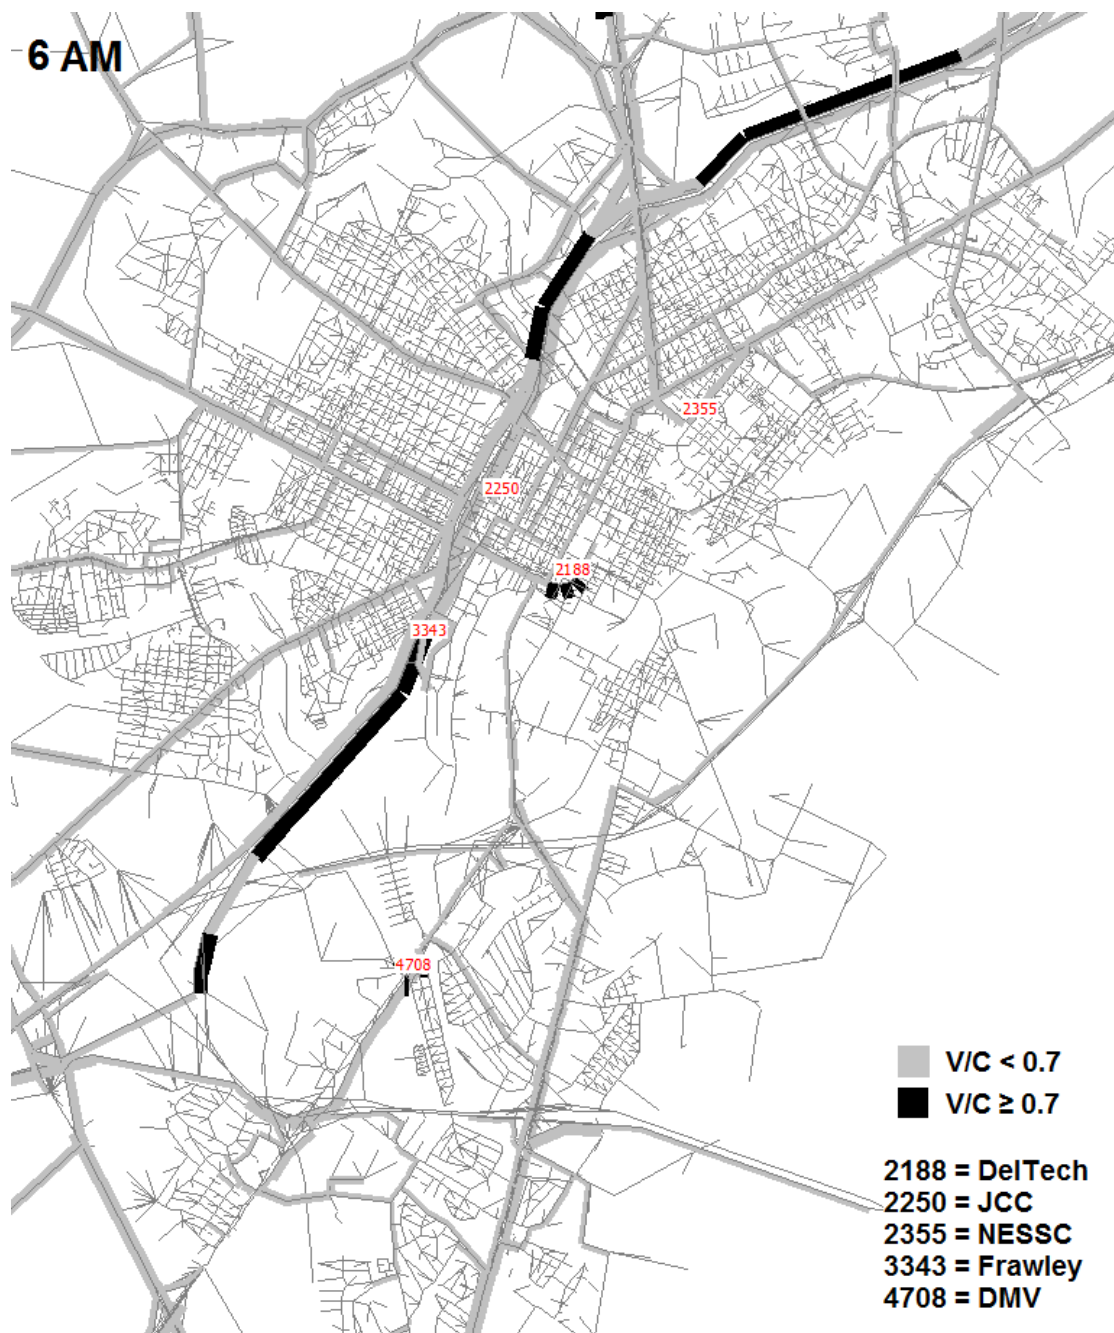 6 AM
2355
2250
2188
3343
4708
V/C < 0.7
V/C ≥ 0.7
2188 = DelTech
2250 = JCC
2355 = NESSC
3343 = Frawley
4708 = DMV